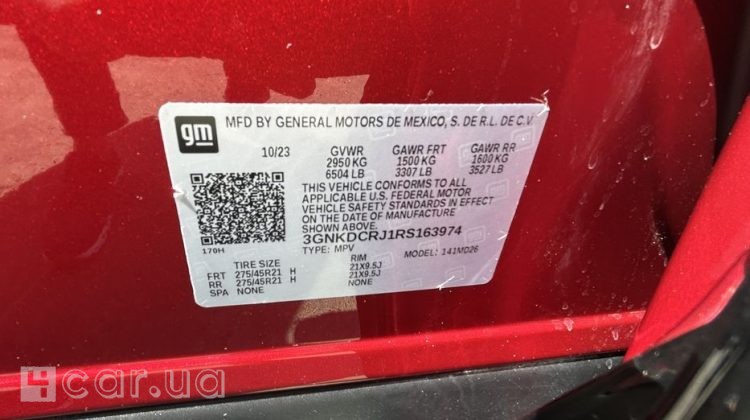 gm
MFD BY GENERAL MOTORS DE MEXICO, S. DE R.L. DE C.V.
10/23 GVWR GAWR FRT GAWR RR
2950 KG 1500 KG 1600 KG
6504 LB 3307 LB 3527 LB
THIS VEHICLE CONFORMS TO ALL
APPLICABLE U.S. FEDERAL MOTOR
VEHICLE SAFETY STANDARDS IN EFFECT
ON THE DATE OF MANUFACTURE
SHOWN ABOVE.
170H 3GNKDCRJ1RS163974
TYPE: MPV MODEL: 141MD26
TIRE SIZE RIM
FRT 275/45R21 H 21X9.5J
RR 275/45R21 H 21X9.5J
SPA NONE NONE
car.ua